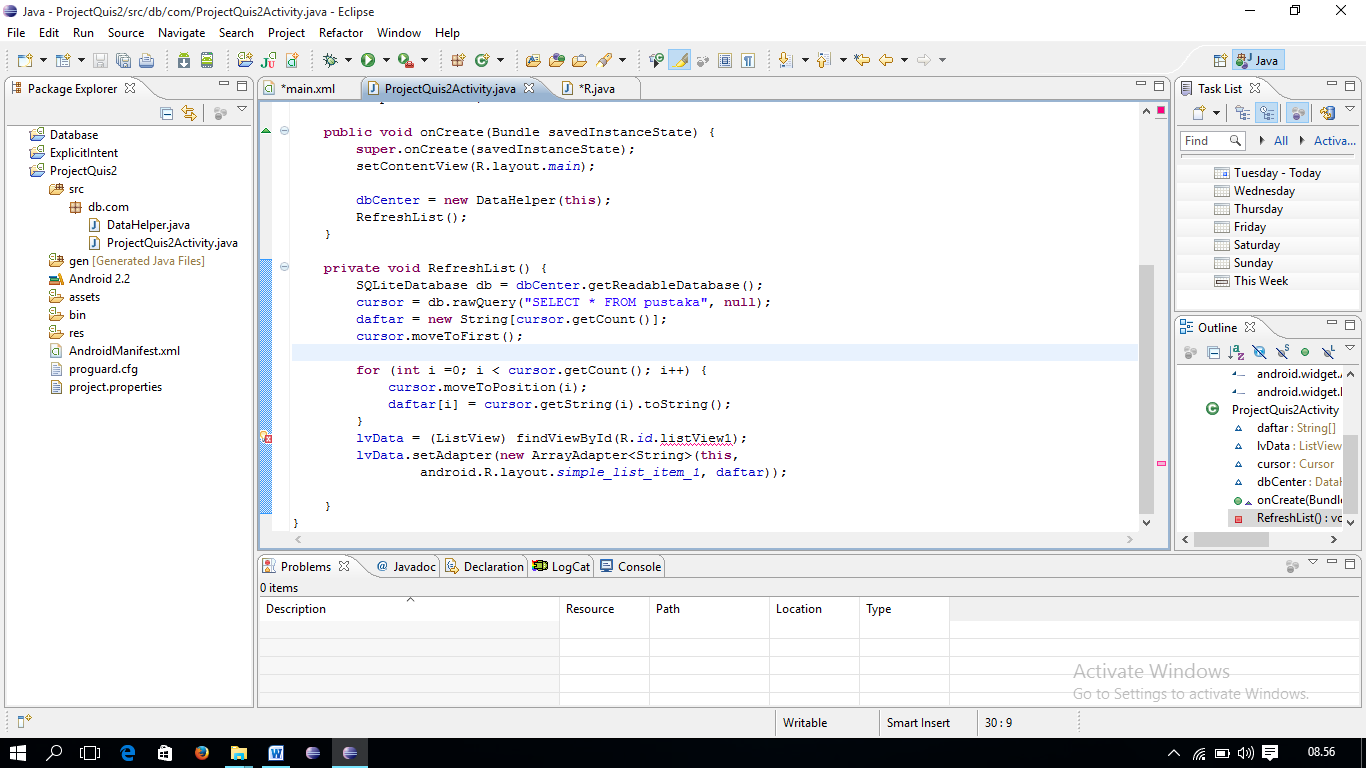 Java - ProjectQuis2/src/db/com/ProjectQuis2Activity.java - Eclipse
File Edit Run Source Navigate Search Project Refactor Window Help
Java
Package Explorer
Database
ExplicitIntent
ProjectQuis2
src
db.com
DataHelper.java
ProjectQuis2Activity.java
gen [Generated Java Files]
Android 2.2
assets
bin
res
AndroidManifest.xml
proguard.cfg
project.properties
*main.xml ProjectQuis2Activity.java *R.java
public void onCreate(Bundle savedInstanceState) {
super.onCreate(savedInstanceState);
setContentView(R.layout.main);
dbCenter = new DataHelper(this);
RefreshList();
}
private void RefreshList() {
SQLiteDatabase db = dbCenter.getReadableDatabase();
cursor = db.rawQuery("SELECT * FROM pustaka", null);
daftar = new String[cursor.getCount()];
cursor.moveToFirst();
for (int i =0; i < cursor.getCount(); i++) {
cursor.moveToPosition(i);
daftar[i] = cursor.getString(i).toString();
}
lvData = (ListView) findViewById(R.id.listView1);
lvData.setAdapter(new ArrayAdapter<String>(this,
android.R.layout.simple_list_item_1, daftar));
}
}
Task List
Find All Activa...
Tuesday - Today
Wednesday
Thursday
Friday
Saturday
Sunday
This Week
Outline
android.widget.
android.widget.
ProjectQuis2Activity
daftar : String[]
lvData : ListView
cursor : Cursor
dbCenter : Data
onCreate(Bundl
RefreshList() : vo
Problems Javadoc Declaration LogCat Console
0 items
Description Resource Path Location Type
Activate Windows
Go to Settings to activate Windows.
Writable Smart Insert 30 : 9
08.56